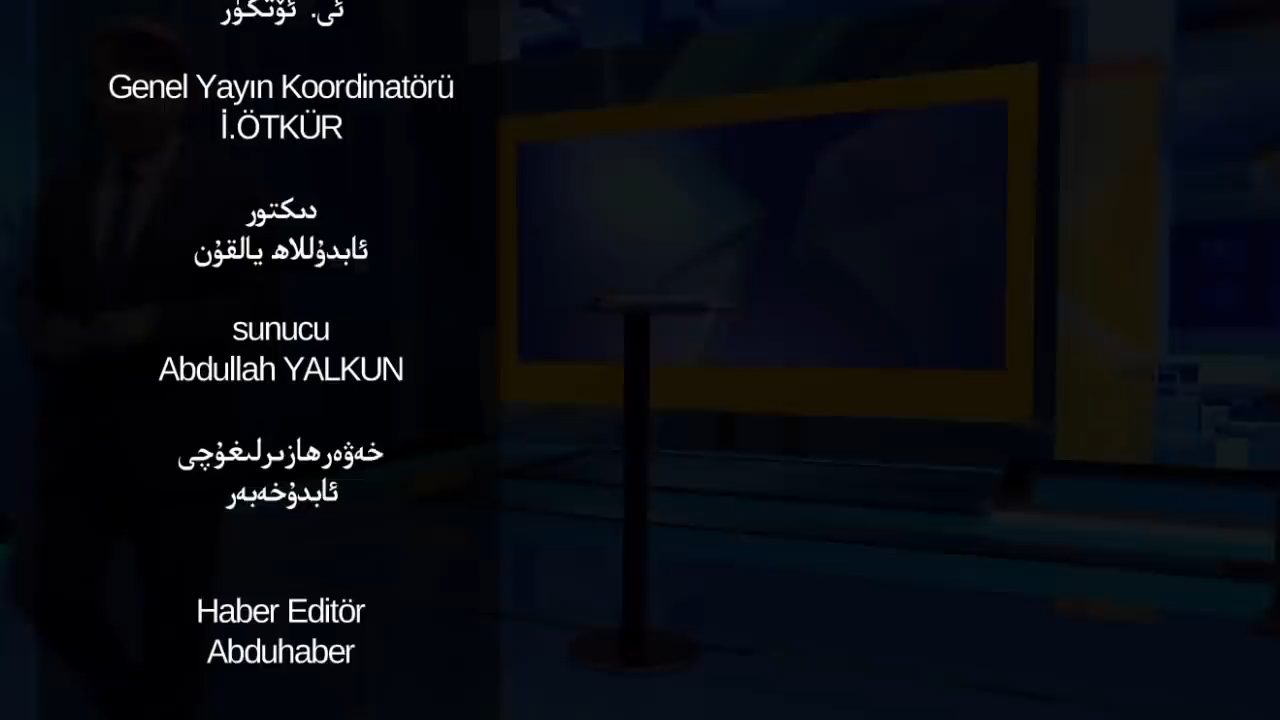 ئى. ئۆتكۈر
Genel Yayın Koordinatörü
İ.ÖTKÜR
دىكتور
ئابدۇللاھ يالقۇن
sunucu
Abdullah YALKUN
خەۋەرھازىرلىغۇچى
ئابدۇخەبەر
Haber Editör
Abduhaber